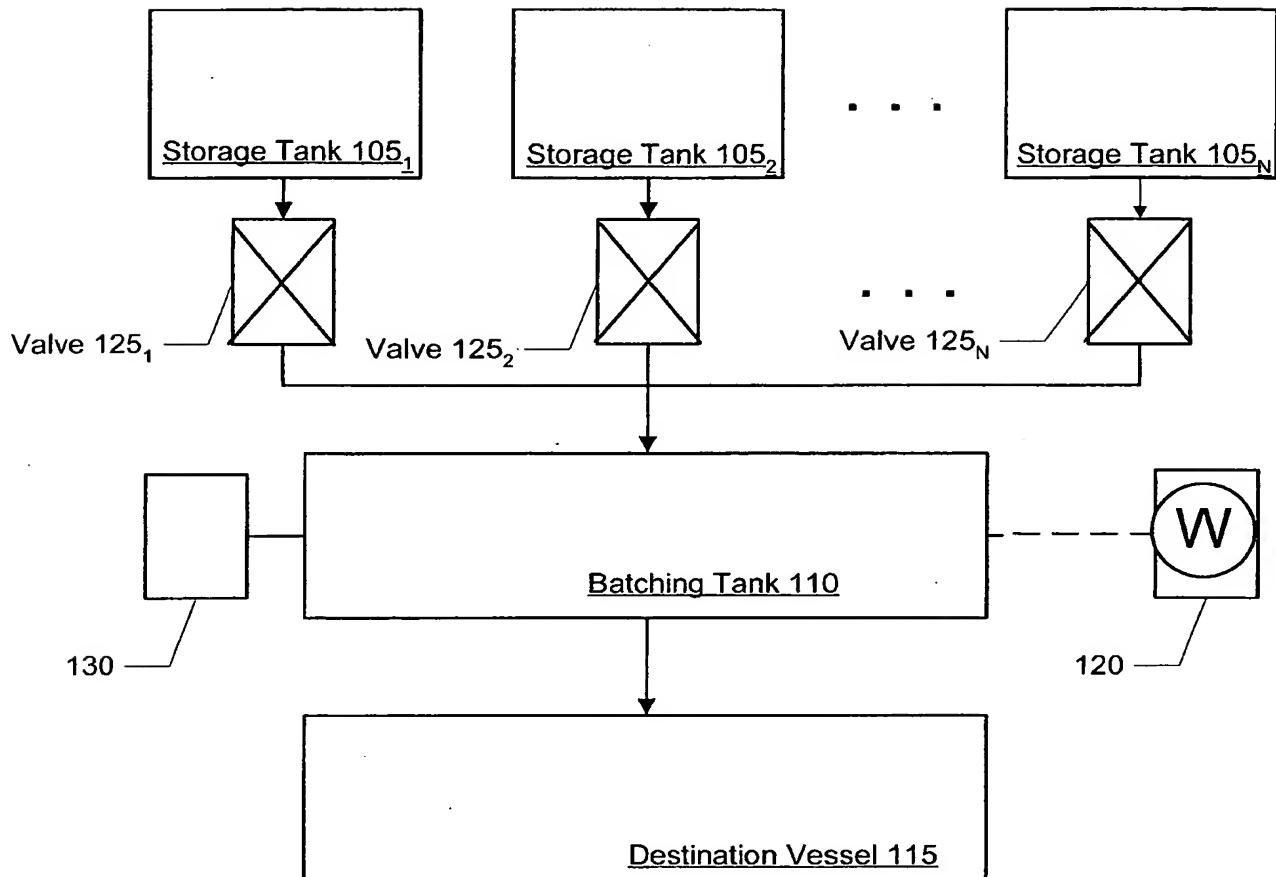 Storage Tank 105₁
Storage Tank 105₂
. . .
Storage Tank 105N
Valve 125₁
Valve 125₂
. . .
Valve 125N
Batching Tank 110
W
130
120
Destination Vessel 115